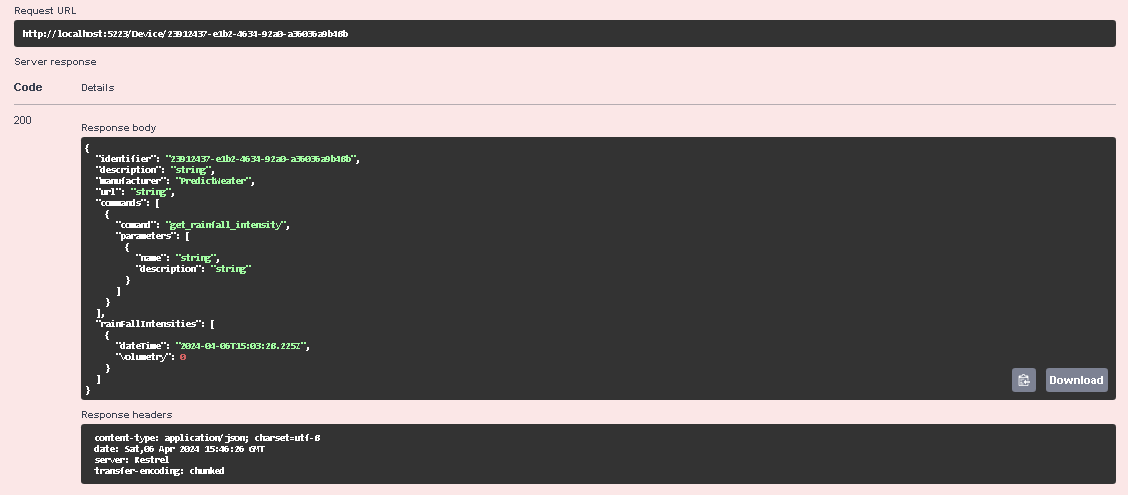 Request URL
http://localhost:5223/Device/23912437-e1b2-4634-92a0-a36036a9b46b
Server response
Code Details
200
Response body
{
"identifier": "23912437-e1b2-4634-92a0-a36036a9b46b",
"description": "string",
"manufacturer": "PredictWeater",
"url": "string",
"commands": [
{
"comand": "get_rainfall_intensity",
"parameters": [
{
"name": "string",
"description": "string"
}
]
}
],
"rainFallIntensities": [
{
"dateTime": "2024-04-06T15:03:28.225Z",
"volumetry": 0
}
]
}
Download
Response headers
content-type: application/json; charset=utf-8
date: Sat,06 Apr 2024 15:46:26 GMT
server: Kestrel
transfer-encoding: chunked